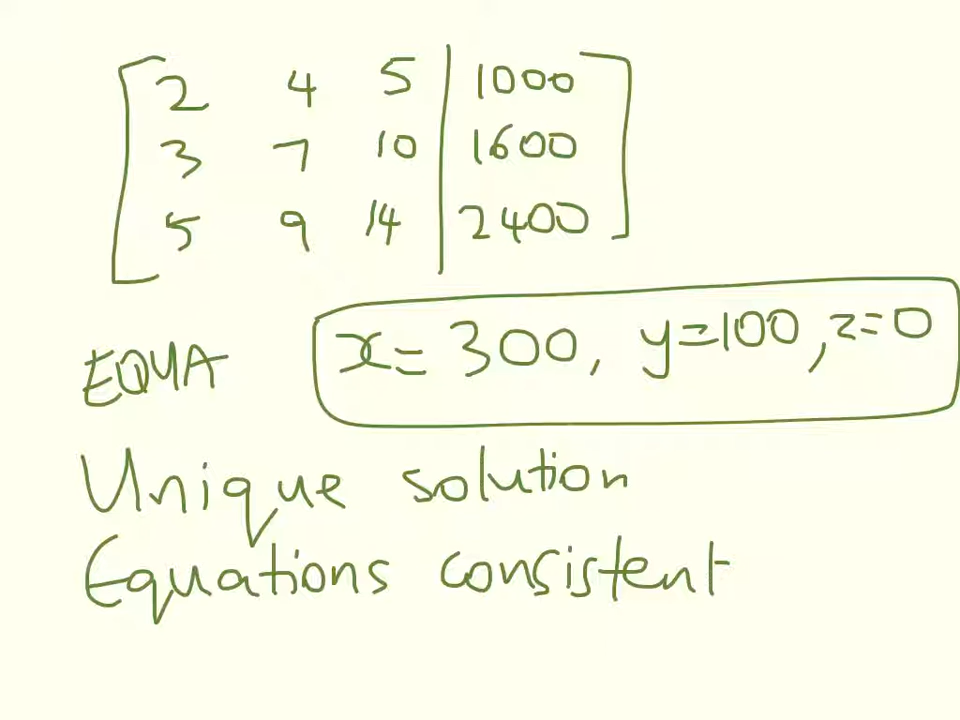 2 4 5 1000
3 7 10 1600
5 9 14 2400
EQUA x = 300, y=100, z=0
Unique solution
Equations consistent